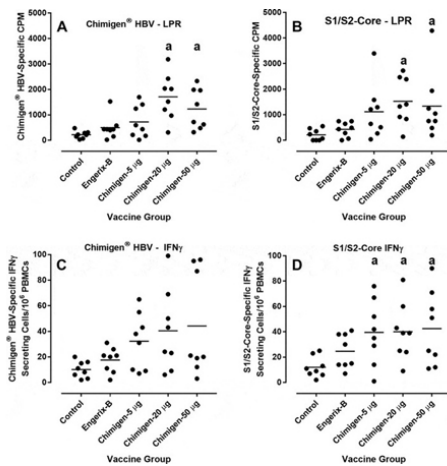 A
Chimigen® HBV - LPR
a
a
Chimigen® HBV-Specific CPM
5000
4000
3000
2000
1000
0
Control
Engerix-B
Chimigen-5 µg
Chimigen-20 µg
Chimigen-50 µg
Vaccine Group
B
S1/S2-Core - LPR
a
a
S1/S2-Core-Specific CPM
5000
4000
3000
2000
1000
0
Control
Engerix-B
Chimigen-5 µg
Chimigen-20 µg
Chimigen-50 µg
Vaccine Group
C
Chimigen® HBV - IFNγ
Chimigen® HBV-Specific IFNγ
Secreting Cells/10⁶ PBMCs
100
80
60
40
20
0
Control
Engerix-B
Chimigen-5 µg
Chimigen-20 µg
Chimigen-50 µg
Vaccine Group
D
S1/S2-Core IFNγ
a
a
a
S1/S2-Core-Specific IFNγ
Secreting Cells/10⁶ PBMCs
100
80
60
40
20
0
Control
Engerix-B
Chimigen-5 µg
Chimigen-20 µg
Chimigen-50 µg
Vaccine Group